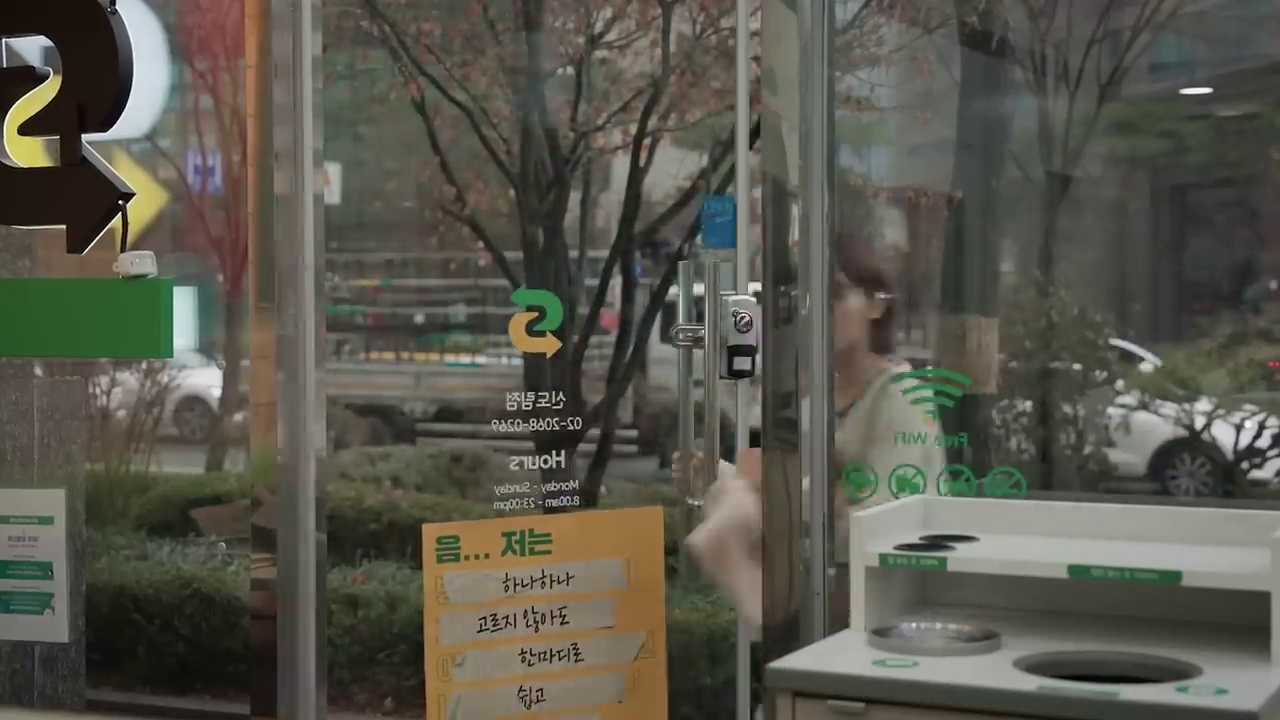 신도림점
02-2068-0269
Hours
Monday - Sunday
8:00am - 23:00pm
Free WiFi
음... 저는
하나하나
고르지 않아도
한마디로
쉽고